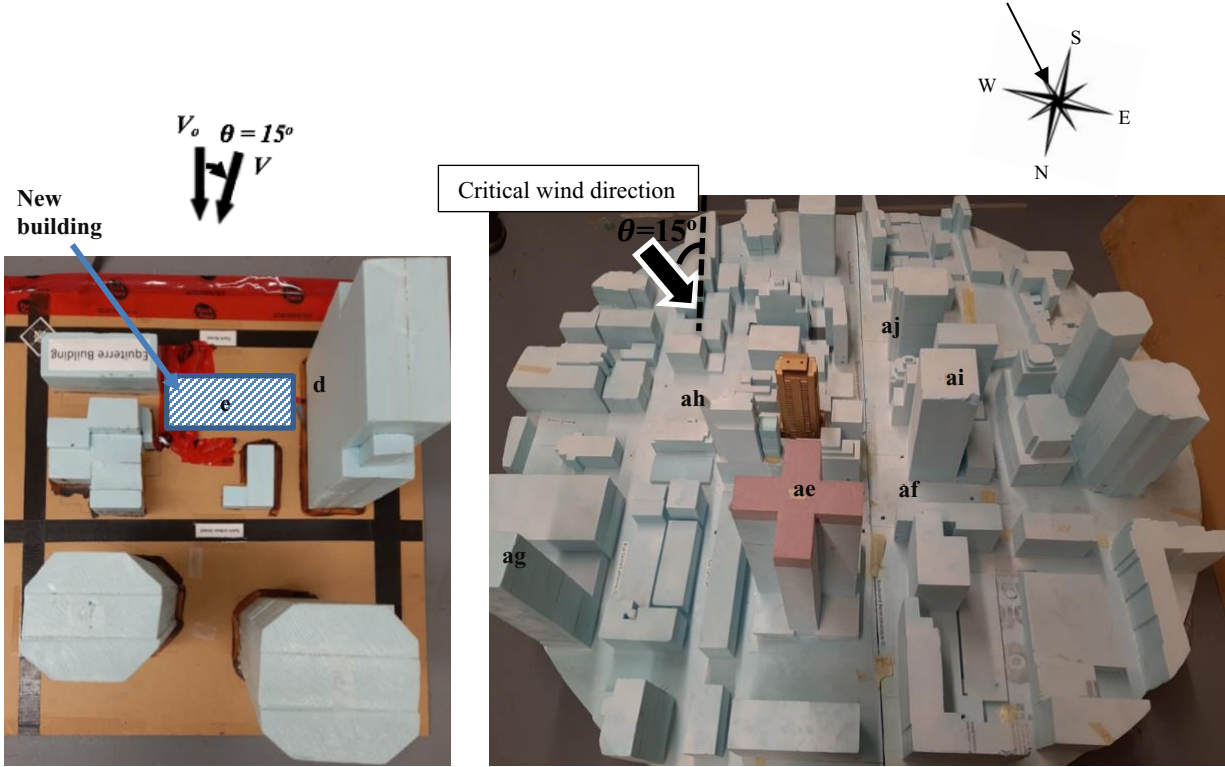 S
W
E
N
Vo θ = 15o
V
New
building
Critical wind direction
θ=15o
Equiterre Building
d
e
aj
ai
ah
ae
af
ag